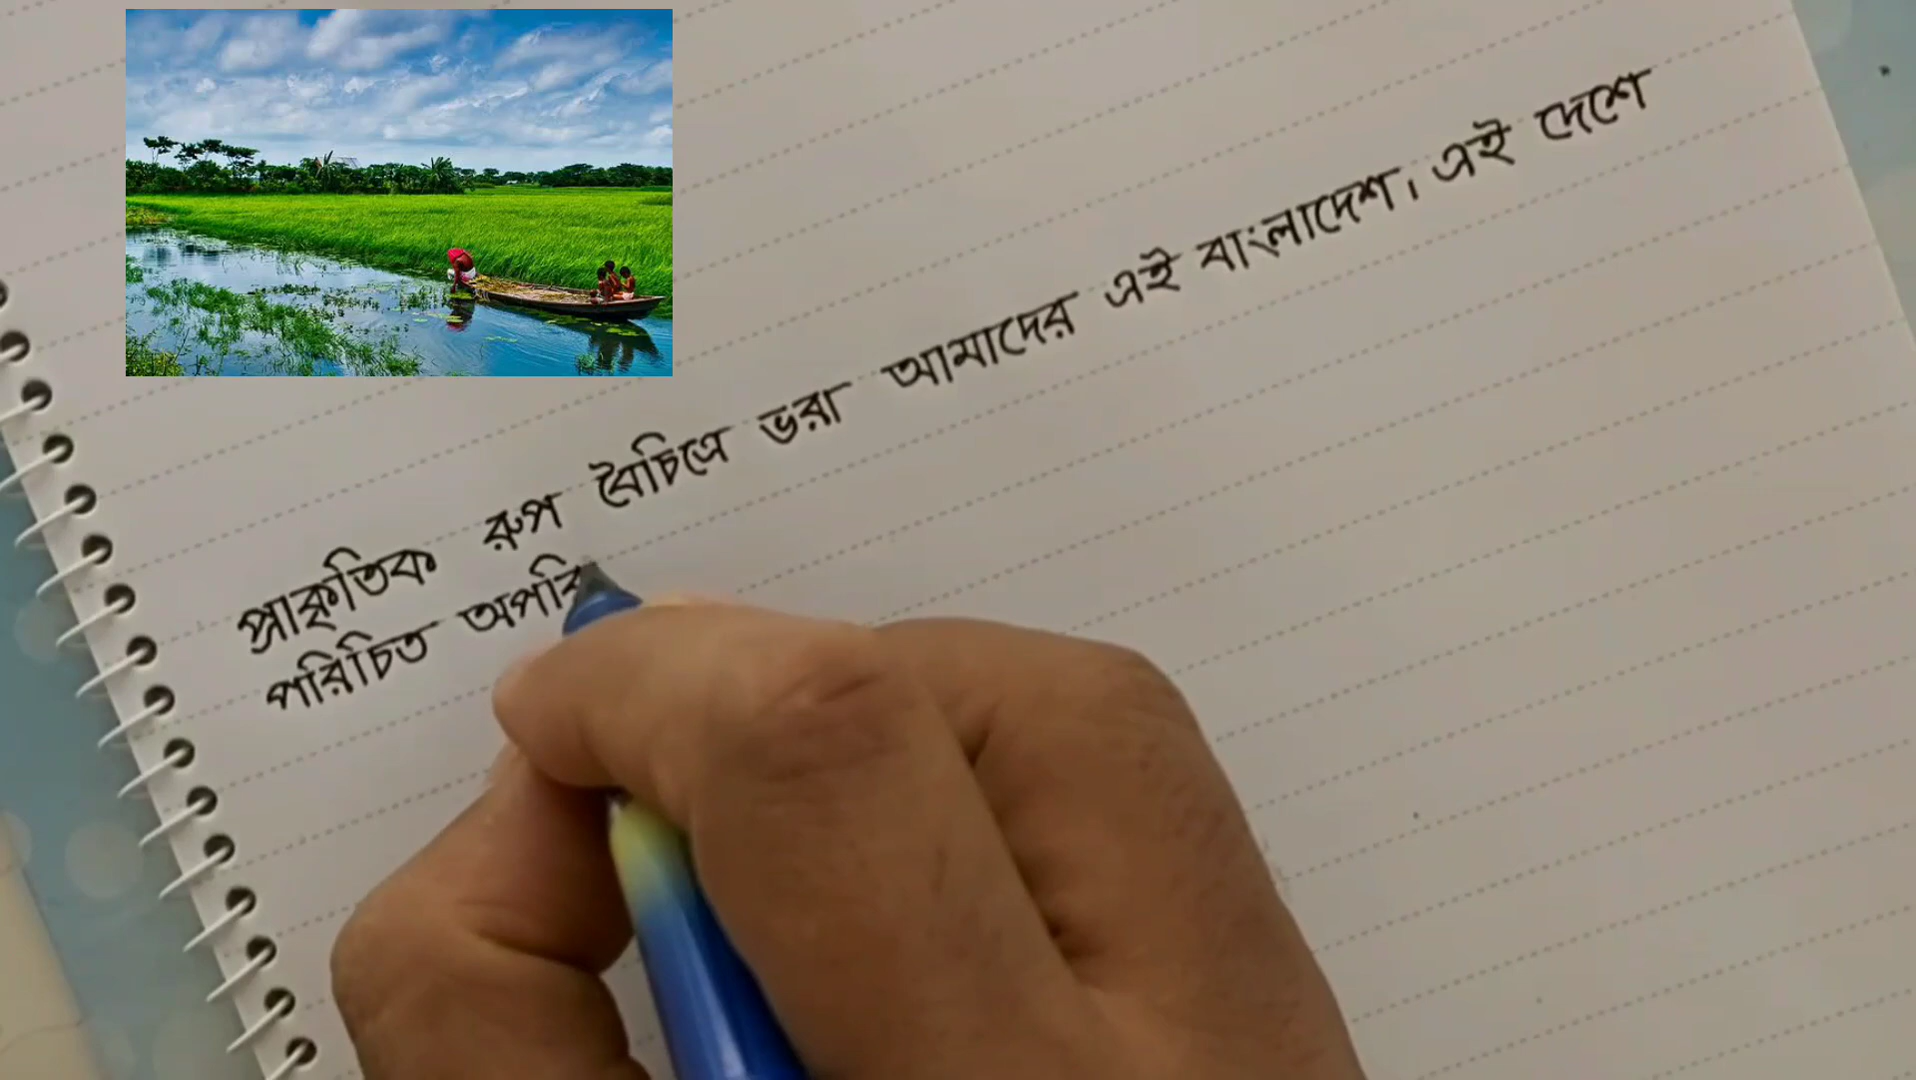 প্রাকৃতিক রুপ বৈচিত্রে ভরা আমাদের এই বাংলাদেশ। এই দেশে
পরিচিত